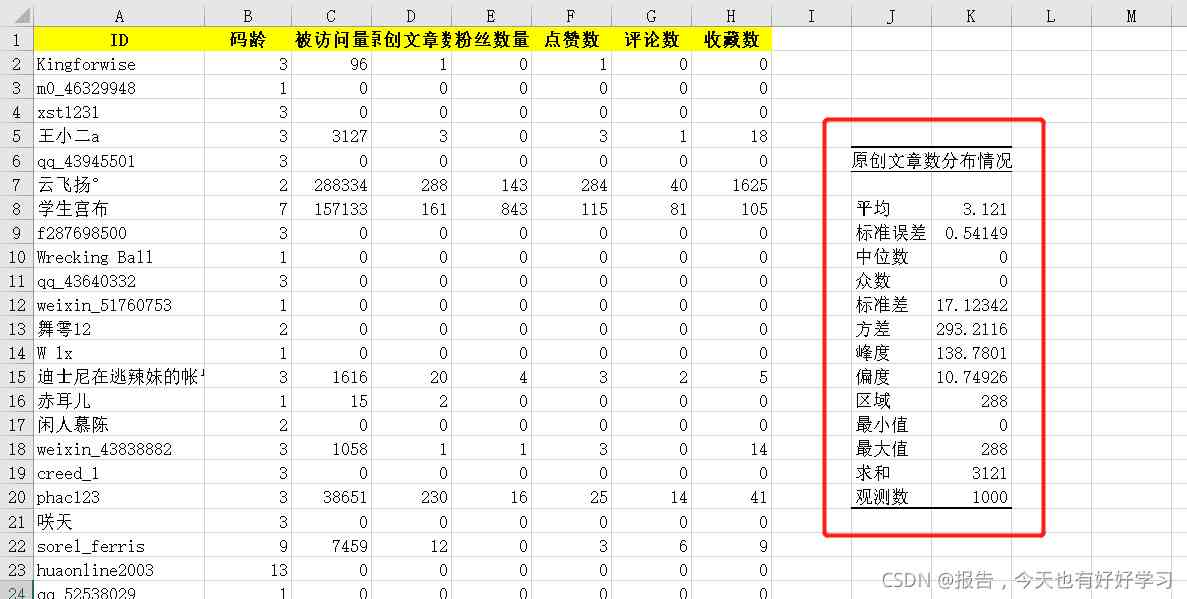 A B C D E F G H I J K L M
1 ID 码龄 被访问量 原创文章数 粉丝数量 点赞数 评论数 收藏数
2 Kingforwise 3 96 1 0 1 0 0
3 m0_46329948 1 0 0 0 0 0 0
4 xst1231 3 0 0 0 0 0 0
5 王小二a 3 3127 3 0 3 1 18
6 qq_43945501 3 0 0 0 0 0 0 原创文章数分布情况
7 云飞扬° 2 288334 288 143 284 40 1625
8 学生宫布 7 157133 161 843 115 81 105 平均 3.121
9 f287698500 3 0 0 0 0 0 0 标准误差 0.54149
10 Wrecking Ball 1 0 0 0 0 0 0 中位数 0
11 qq_43640332 3 0 0 0 0 0 0 众数 0
12 weixin_51760753 1 0 0 0 0 0 0 标准差 17.12342
13 舞雩12 2 0 0 0 0 0 0 方差 293.2116
14 W lx 1 0 0 0 0 0 0 峰度 138.7801
15 迪士尼在逃辣妹的帐 3 1616 20 4 3 2 5 偏度 10.74926
16 赤耳儿 1 15 2 0 0 0 0 区域 288
17 闲人慕陈 2 0 0 0 0 0 0 最小值 0
18 weixin_43838882 3 1058 1 1 3 0 14 最大值 288
19 creed_1 3 0 0 0 0 0 0 求和 3121
20 phac123 3 38651 230 16 25 14 41 观测数 1000
21 咲天 3 0 0 0 0 0 0
22 sorel_ferris 9 7459 12 0 3 6 9
23 huaonline2003 13 0 0 0 0 0 0
24 qq_52538029 1 0 0 0 0 0 0
CSDN @报告，今天也有好好学习